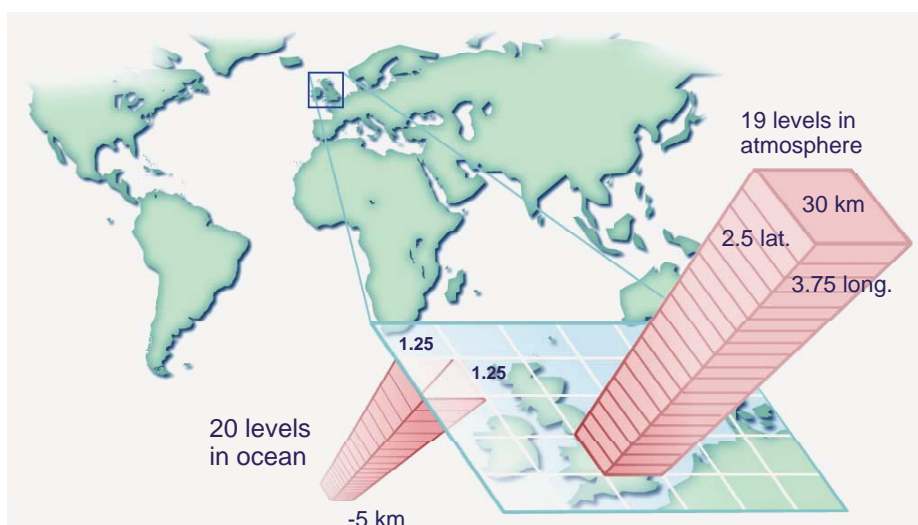 19 levels in
atmosphere
30 km
2.5 lat.
3.75 long.
1.25
1.25
20 levels
in ocean
-5 km